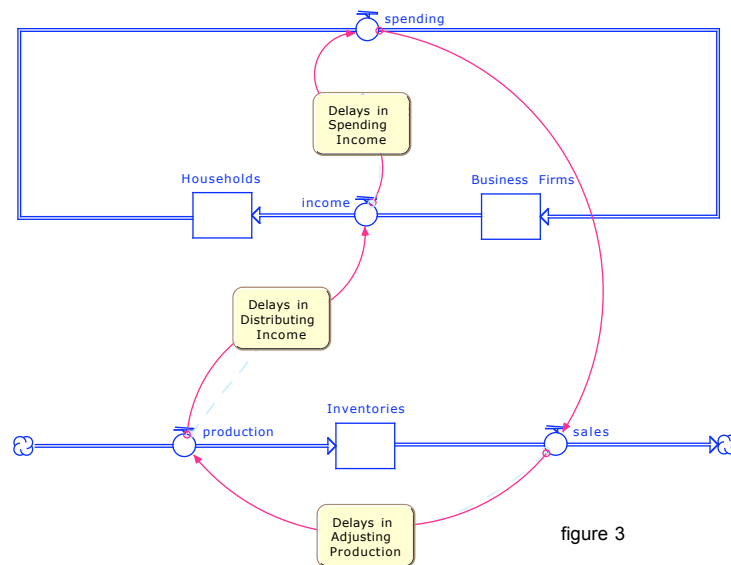 spending
Delays in
Spending
Income
Households
Business Firms
income
Delays in
Distributing
Income
Inventories
production
sales
Delays in
Adjusting
Production
figure 3